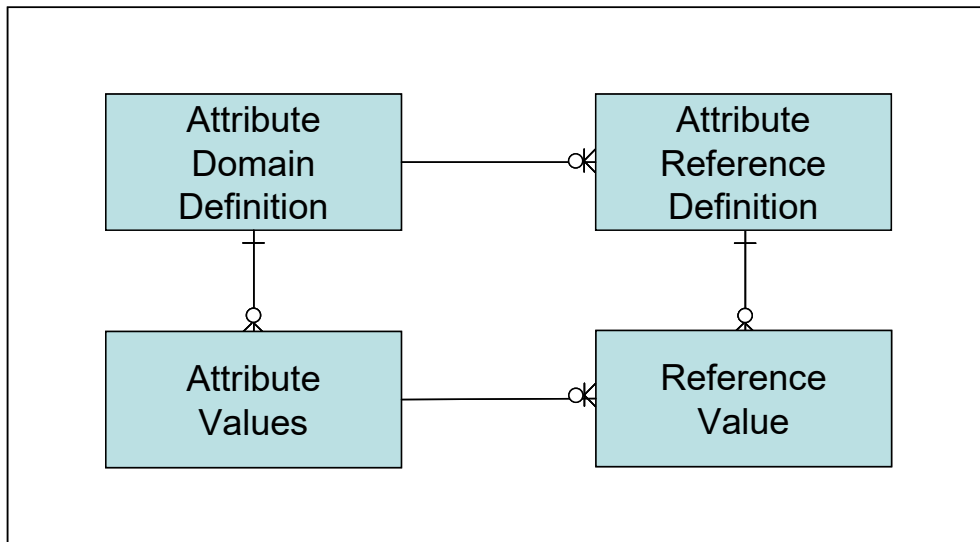 Attribute
Domain
Definition
Attribute
Reference
Definition
Attribute
Values
Reference
Value